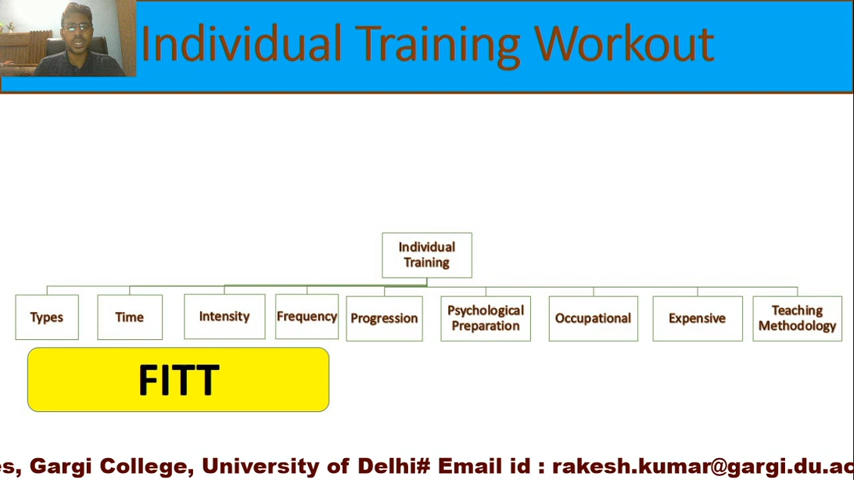 Individual Training Workout
Individual
Training
Types
Time
Intensity
Frequency
Progression
Psychological
Preparation
Occupational
Expensive
Teaching
Methodology
FITT
es, Gargi College, University of Delhi# Email id : rakesh.kumar@gargi.du.ac